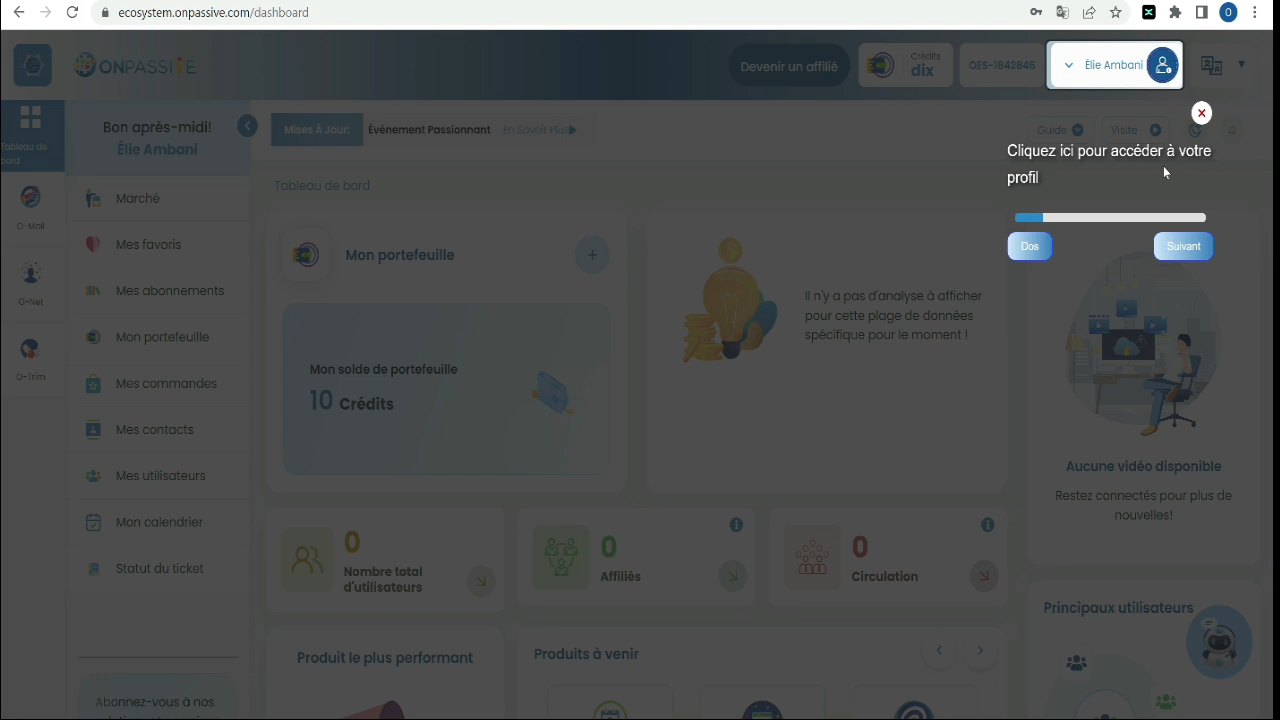 ecosystem.onpassive.com/dashboard
O
ONPASSIVE
Devenir un affilié
Crédits
dix
OES-1842846
Élie Ambani
Tableau de
bord
O-Mail
O-Net
O-Trim
Bon après-midi!
Élie Ambani
Marché
Mes favoris
Mes abonnements
Mon portefeuille
Mes commandes
Mes contacts
Mes utilisateurs
Mon calendrier
Statut du ticket
Abonnez-vous à nos
Mises À Jour:
Événement Passionnant
En Savoir Plus
Guide
Visite
Cliquez ici pour accéder à votre
profil
Dos
Suivant
Tableau de bord
Mon portefeuille
+
Mon solde de portefeuille
10 Crédits
Il n'y a pas d'analyse à afficher
pour cette plage de données
spécifique pour le moment !
Aucune vidéo disponible
Restez connectés pour plus de
nouvelles!
0
Nombre total
d'utilisateurs
0
Affiliés
0
Circulation
Principaux utilisateurs
Produit le plus performant
Produits à venir